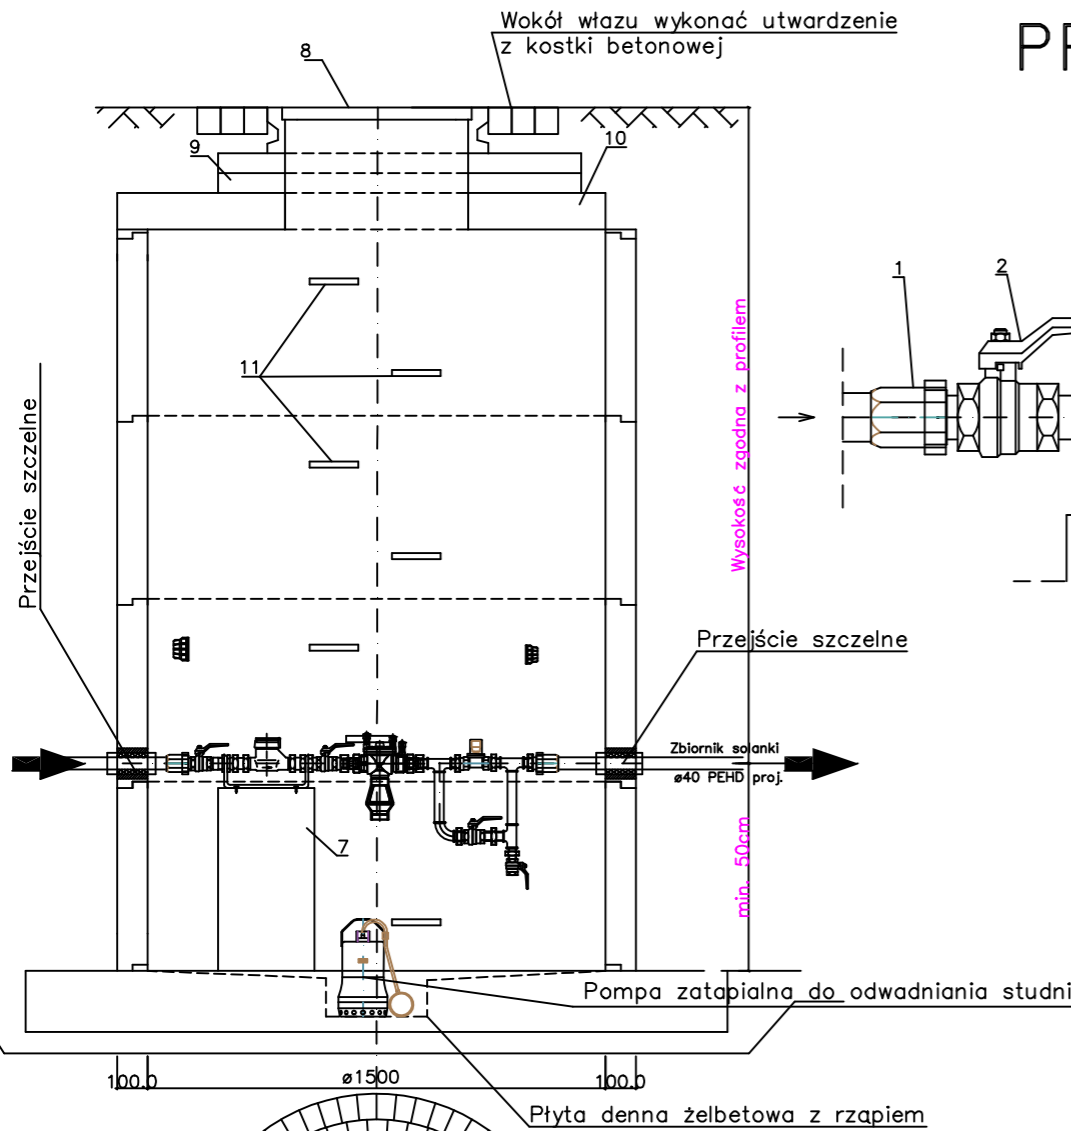 Wokół włazu wykonać utwardzenie
z kostki betonowej
PR
8
9
10
1
2
11
Przejście szczelne
Wysokość zgodna z profilem
Przejście szczelne
Zbiornik solanki
ø40 PEHD proj.
7
min. 50cm
Pompa zatapialna do odwadniania studni
100.0
ø1500
100.0
Płyta denna żelbetowa z rząpiem